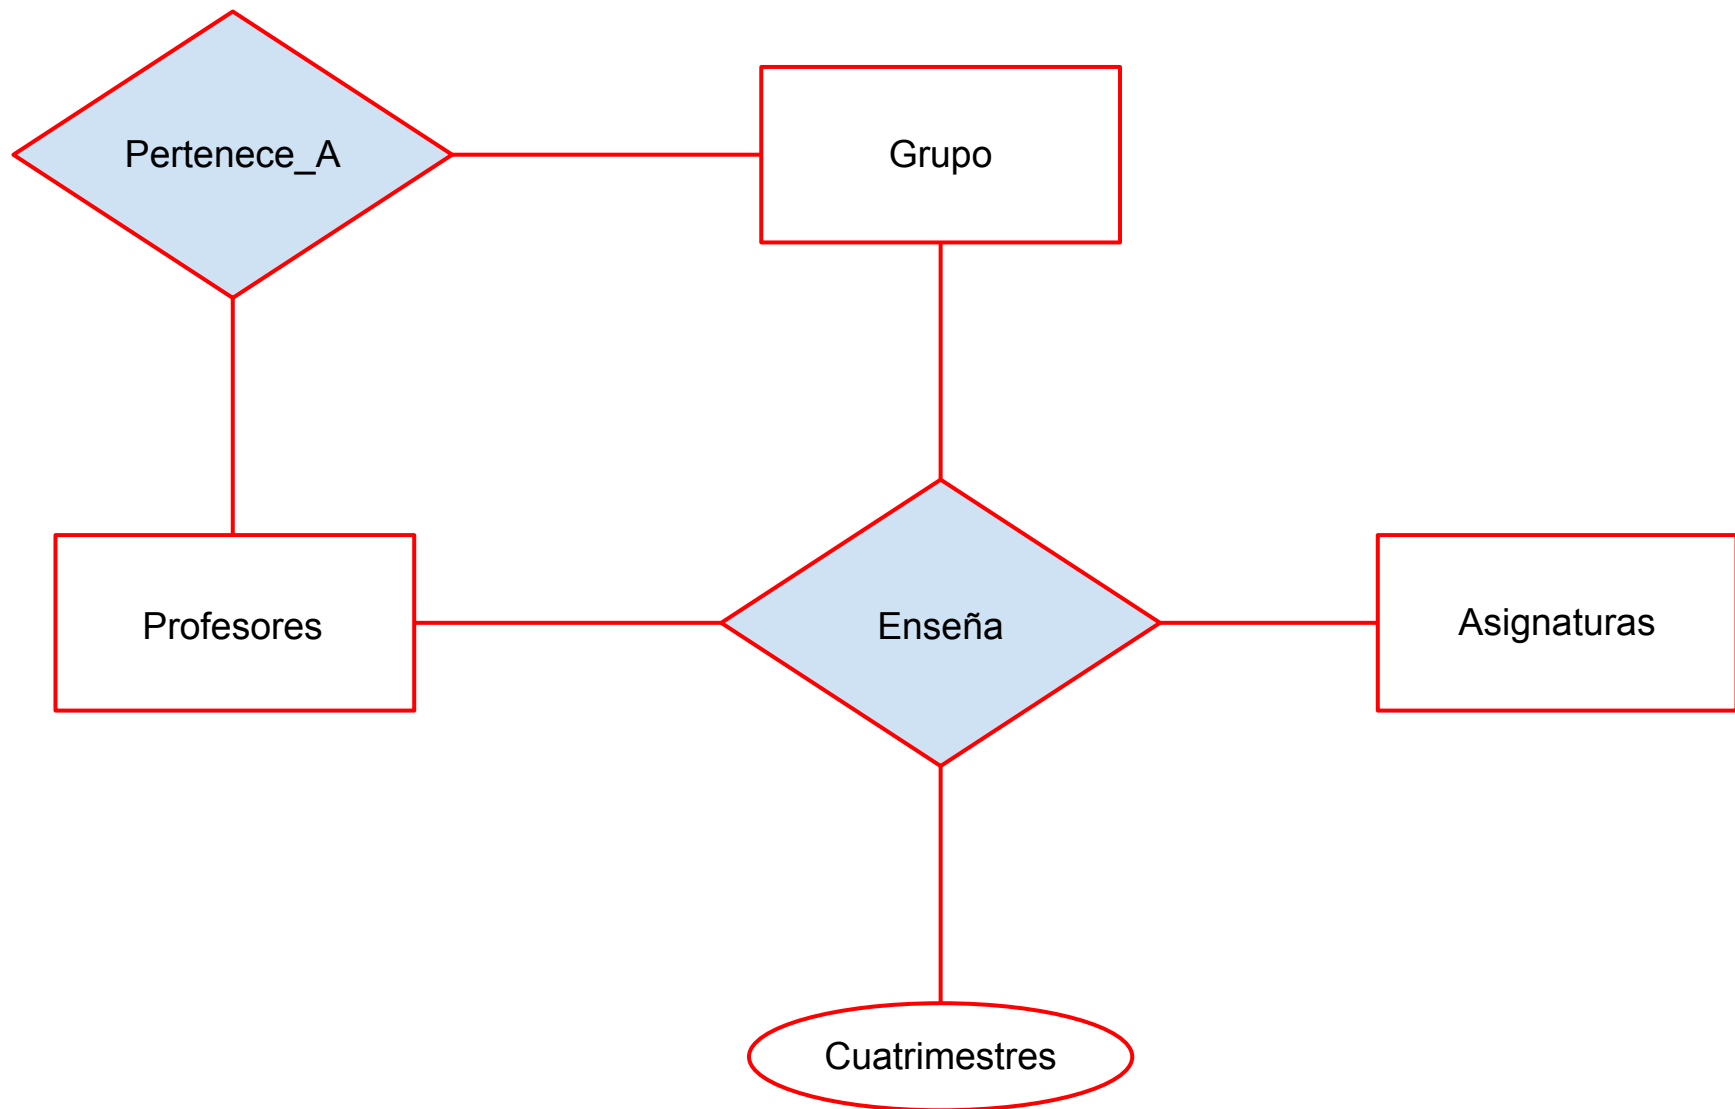 Pertenece_A
Grupo
Profesores
Enseña
Asignaturas
Cuatrimestres